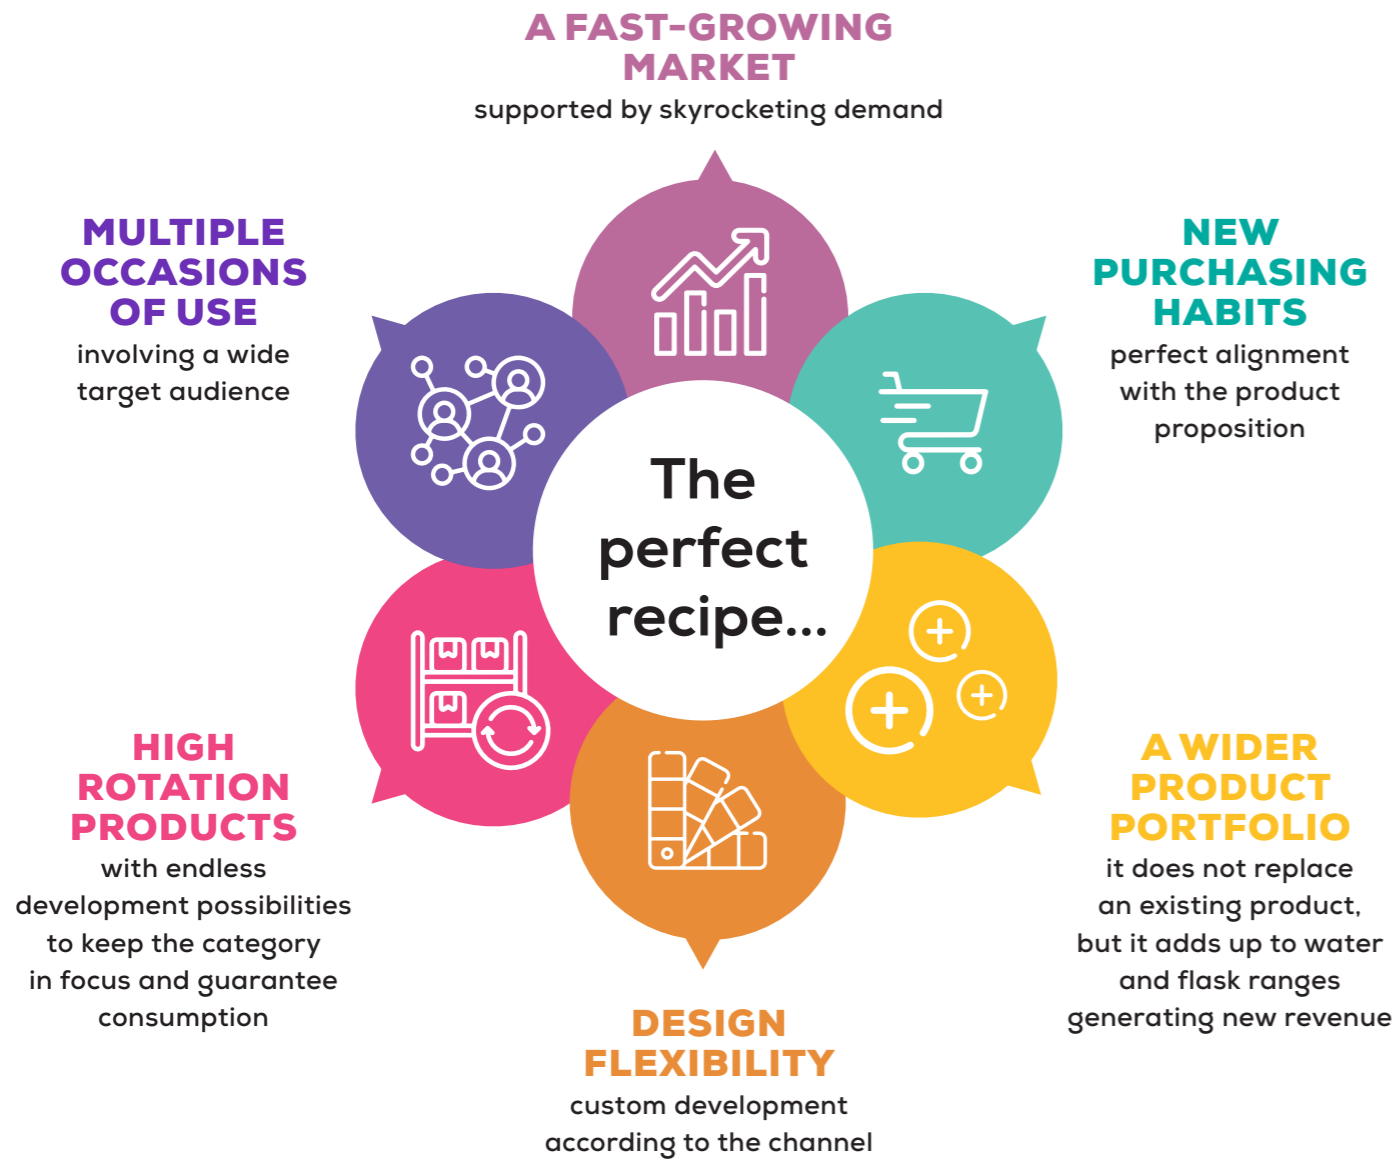 A FAST-GROWING
MARKET
supported by skyrocketing demand
MULTIPLE
OCCASIONS
OF USE
involving a wide
target audience
NEW
PURCHASING
HABITS
perfect alignment
with the product
proposition
The
perfect
recipe...
HIGH
ROTATION
PRODUCTS
with endless
development possibilities
to keep the category
in focus and guarantee
consumption
A WIDER
PRODUCT
PORTFOLIO
it does not replace
an existing product,
but it adds up to water
and flask ranges
generating new revenue
DESIGN
FLEXIBILITY
custom development
according to the channel